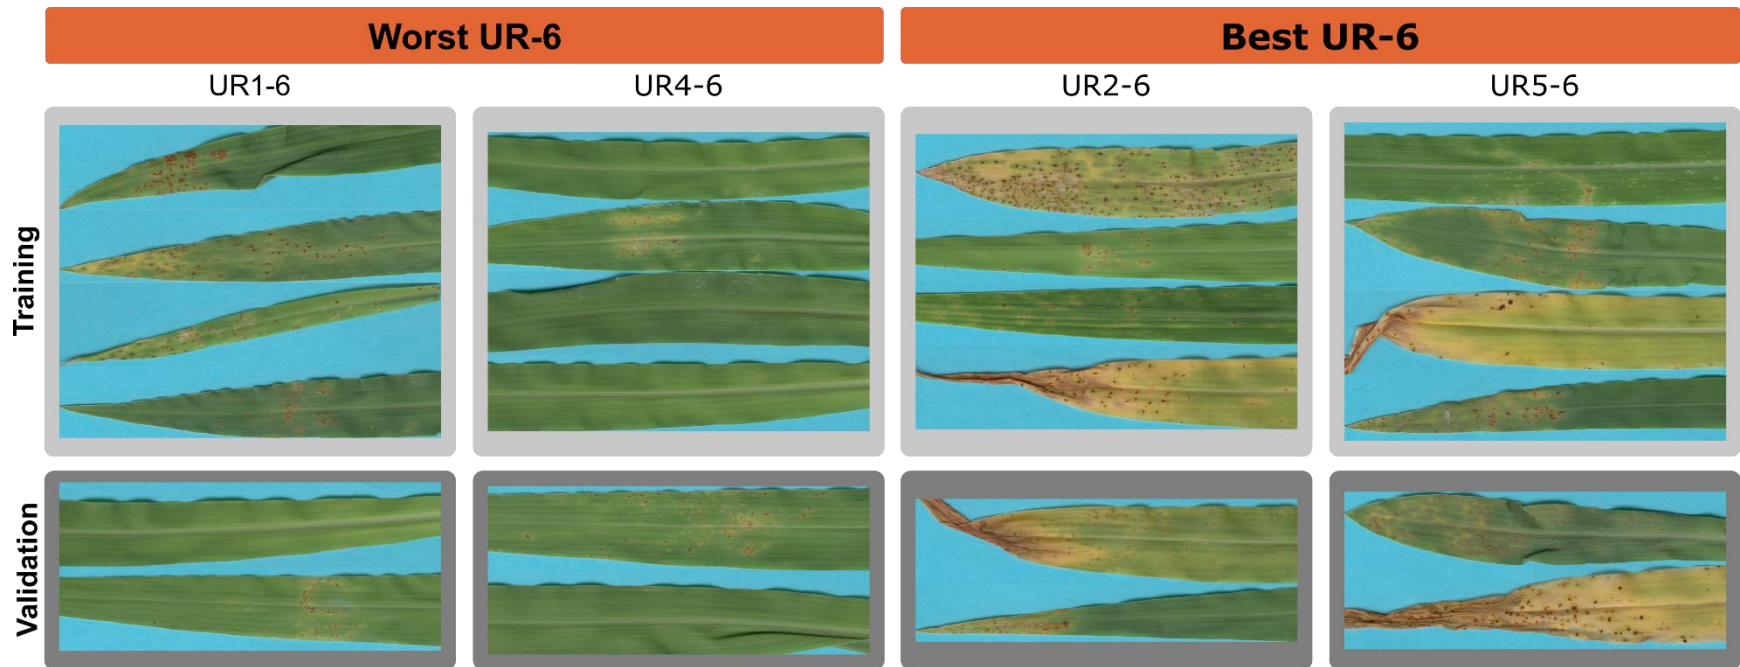 Worst UR-6
Best UR-6
UR1-6
UR4-6
UR2-6
UR5-6
Training
Validation